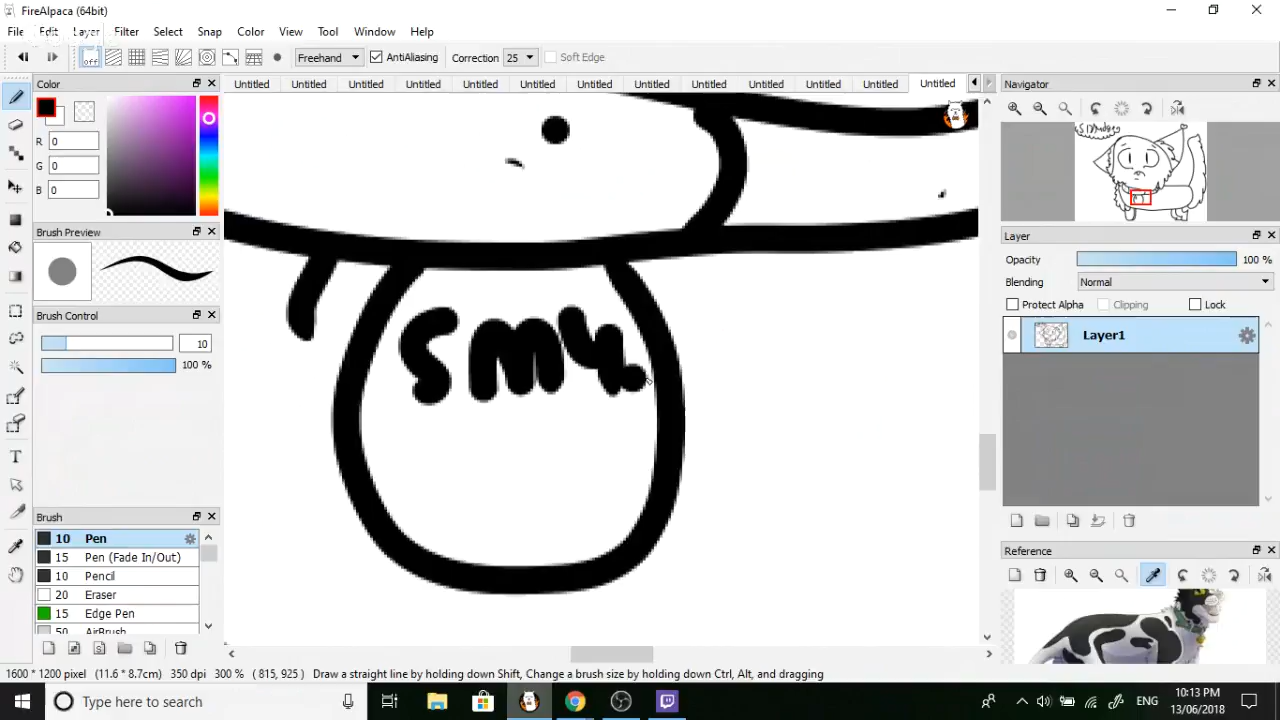 FireAlpaca (64bit)
File Edit Layer Filter Select Snap Color View Tool Window Help
off Freehand AntiAliasing Correction 25 Soft Edge
Color
R 0
G 0
B 0
Brush Preview
Brush Control
10
100 %
Brush
10 Pen
15 Pen (Fade In/Out)
10 Pencil
20 Eraser
15 Edge Pen
50 AirBrush
Untitled Untitled Untitled Untitled Untitled Untitled Untitled Untitled Untitled Untitled Untitled Untitled Untitled
Navigator
Layer
Opacity 100 %
Blending Normal
Protect Alpha Clipping Lock
Layer1
Reference
1600 * 1200 pixel (11.6 * 8.7cm) 350 dpi 300 % ( 815, 925 ) Draw a straight line by holding down Shift, Change a brush size by holding down Ctrl, Alt, and dragging
Type here to search
ENG
10:13 PM
13/06/2018